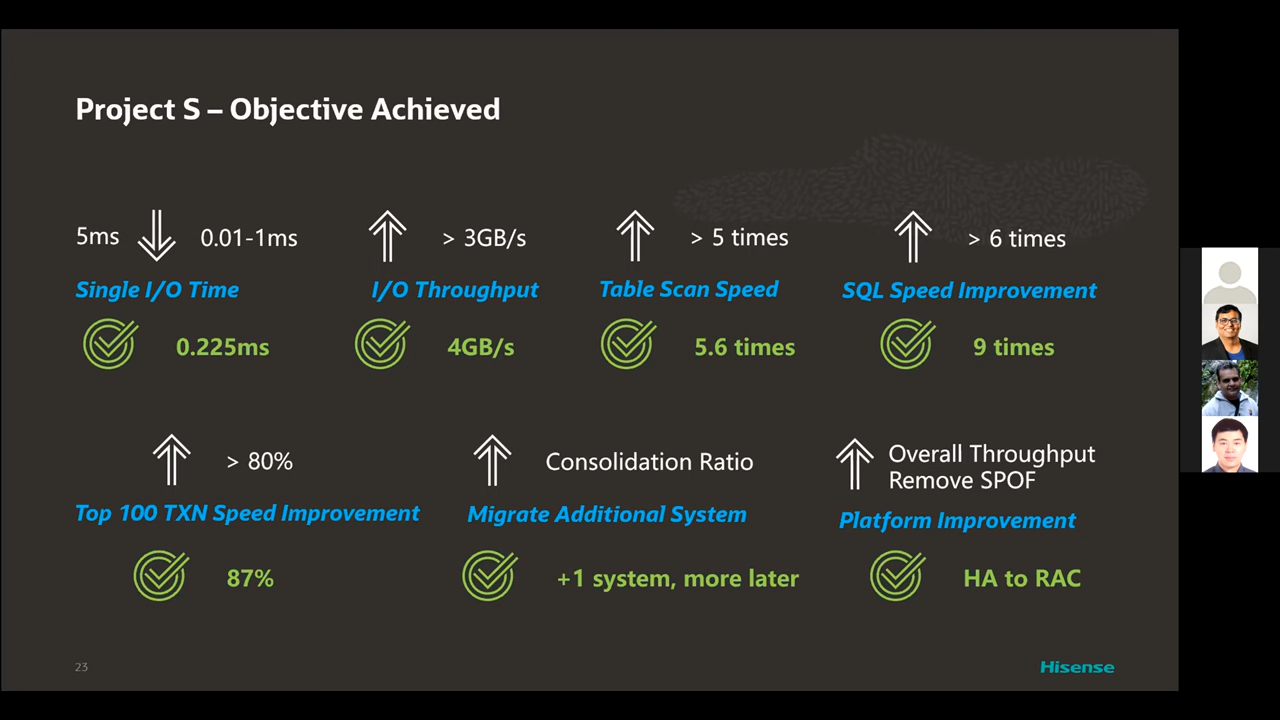 Project S – Objective Achieved
5ms
0.01-1ms
> 3GB/s
> 5 times
> 6 times
Single I/O Time
I/O Throughput
Table Scan Speed
SQL Speed Improvement
0.225ms
4GB/s
5.6 times
9 times
> 80%
Consolidation Ratio
Overall Throughput
Remove SPOF
Top 100 TXN Speed Improvement
Migrate Additional System
Platform Improvement
87%
+1 system, more later
HA to RAC
23
Hisense